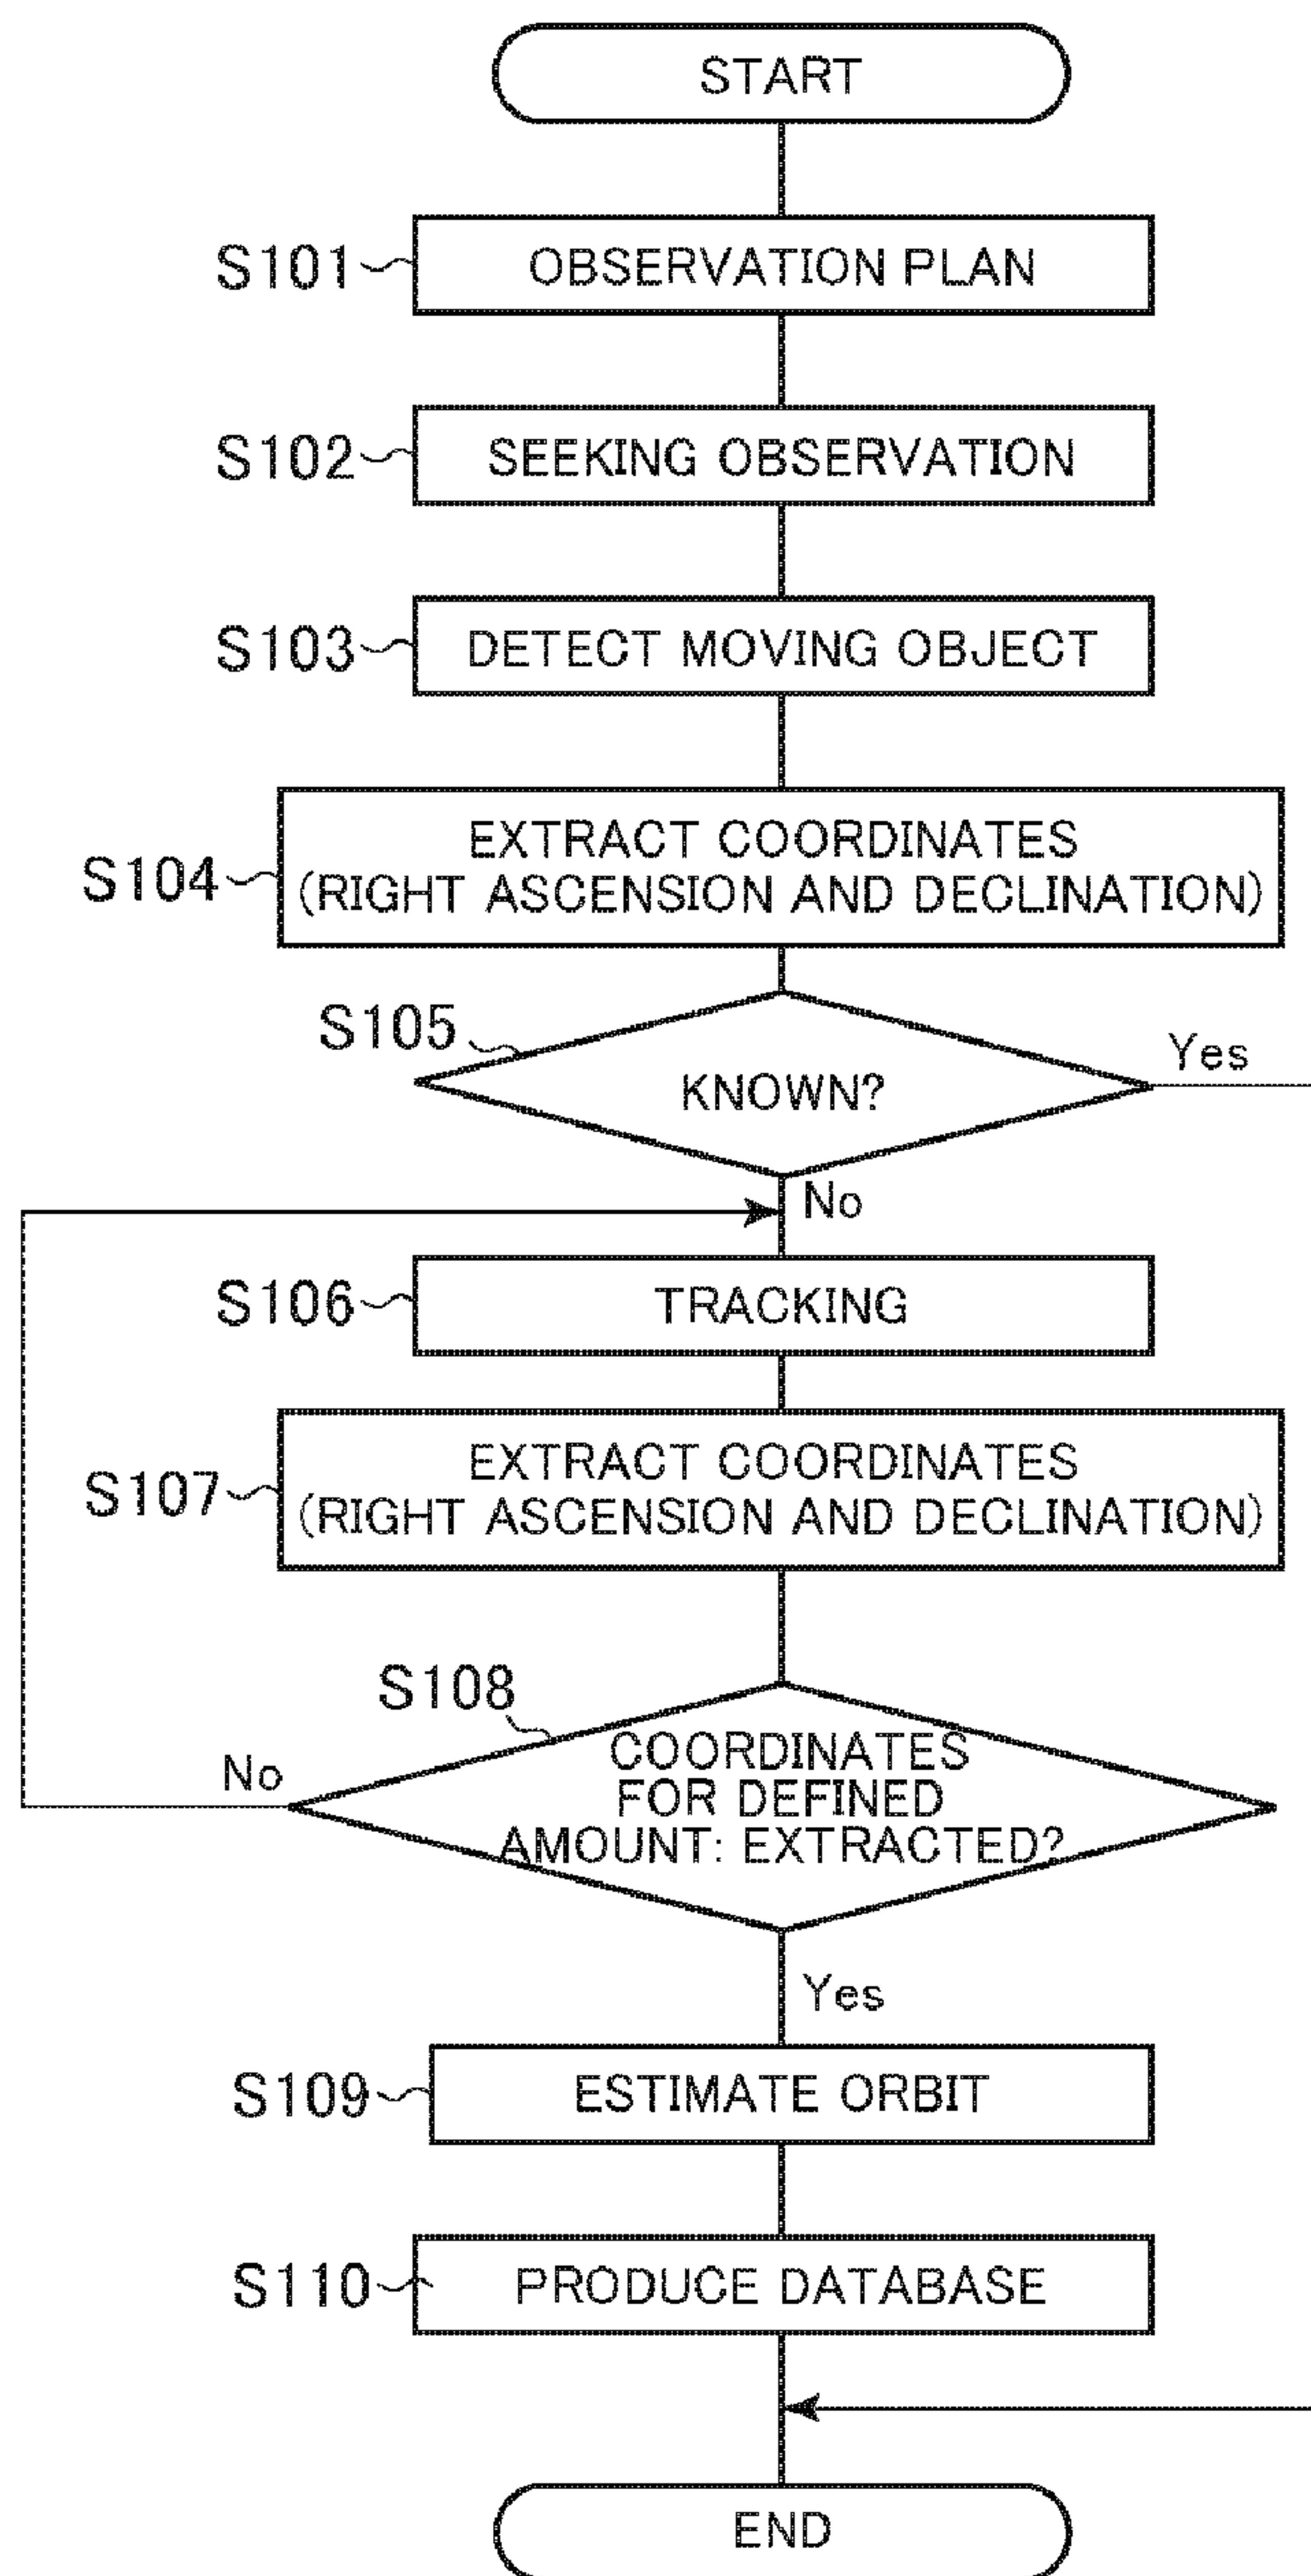 START
S101
OBSERVATION PLAN
S102
SEEKING OBSERVATION
S103
DETECT MOVING OBJECT
S104
EXTRACT COORDINATES
(RIGHT ASCENSION AND DECLINATION)
S105
KNOWN?
Yes
No
S106
TRACKING
S107
EXTRACT COORDINATES
(RIGHT ASCENSION AND DECLINATION)
S108
COORDINATES
FOR DEFINED
AMOUNT: EXTRACTED?
No
Yes
S109
ESTIMATE ORBIT
S110
PRODUCE DATABASE
END